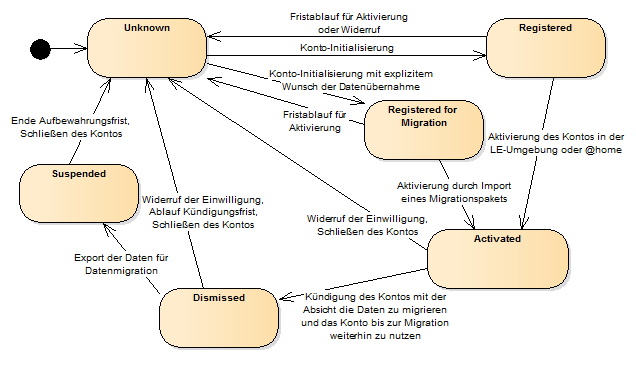 Unknown
Fristablauf für Aktivierung
oder Widerruf
Registered
Konto-Initialisierung
Konto-Initialisierung mit explizitem
Wunsch der Datenübernahme
Registered for
Migration
Fristablauf für
Aktivierung
Ende Aufbewahrungsfrist,
Schließen des Kontos
Aktivierung des Kontos in der
LE-Umgebung oder @home
Suspended
Aktivierung durch Import
eines Migrationspakets
Widerruf der Einwilligung,
Ablauf Kündigungsfrist,
Schließen des Kontos
Widerruf der Einwilligung,
Schließen des Kontos
Activated
Export der Daten für
Datenmigration
Dismissed
Kündigung des Kontos mit der
Absicht die Daten zu migrieren
und das Konto bis zur Migration
weiterhin zu nutzen